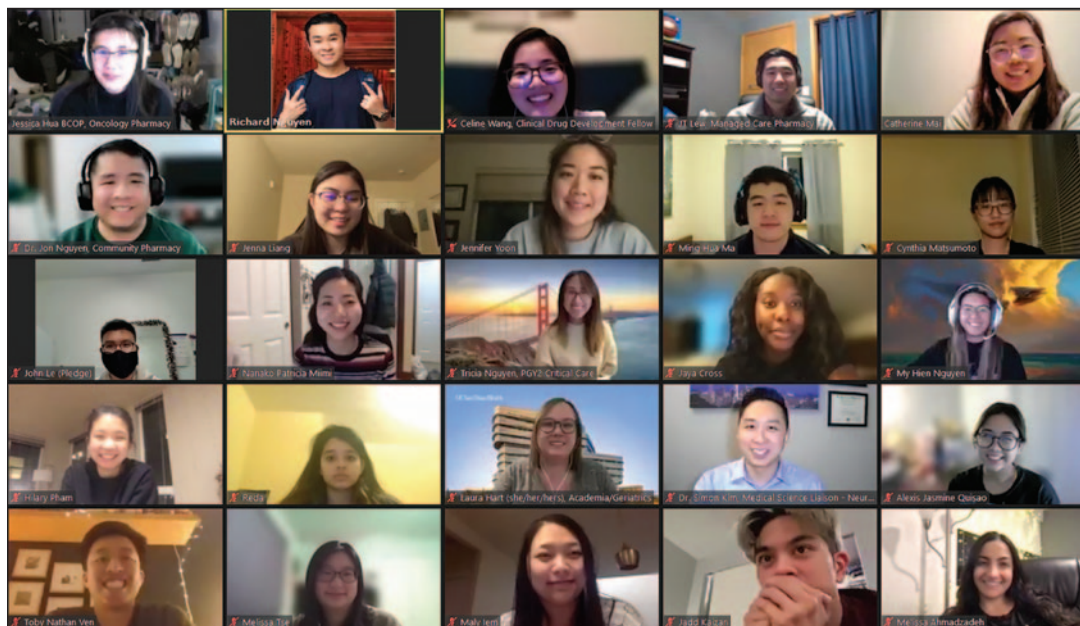 Jessica Hua BCOP, Oncology Pharmacy
Richard Nguyen
Celine Wang, Clinical Drug Development Fellow
JT Lew, Managed Care Pharmacy
Catherine Mai
Dr. Jon Nguyen, Community Pharmacy
Jenna Liang
Jennifer Yoon
Ming Hua Ma
Cynthia Matsumoto
John Le (Pledge)
Nanako Patricia Miimi
Tricia Nguyen, PGY2 Critical Care
Jaya Cross
My Hien Nguyen
Hilary Pham
Reda
Laura Hart (she/her/hers), Academia/Geriatrics
Dr. Simon Kim, Medical Science Liaison - Neur...
Alexis Jasmine Quisao
Toby Nathan Ven
Melissa Tse
Maly Iem
Jadd Kaizan
Melissa Ahmadzadeh